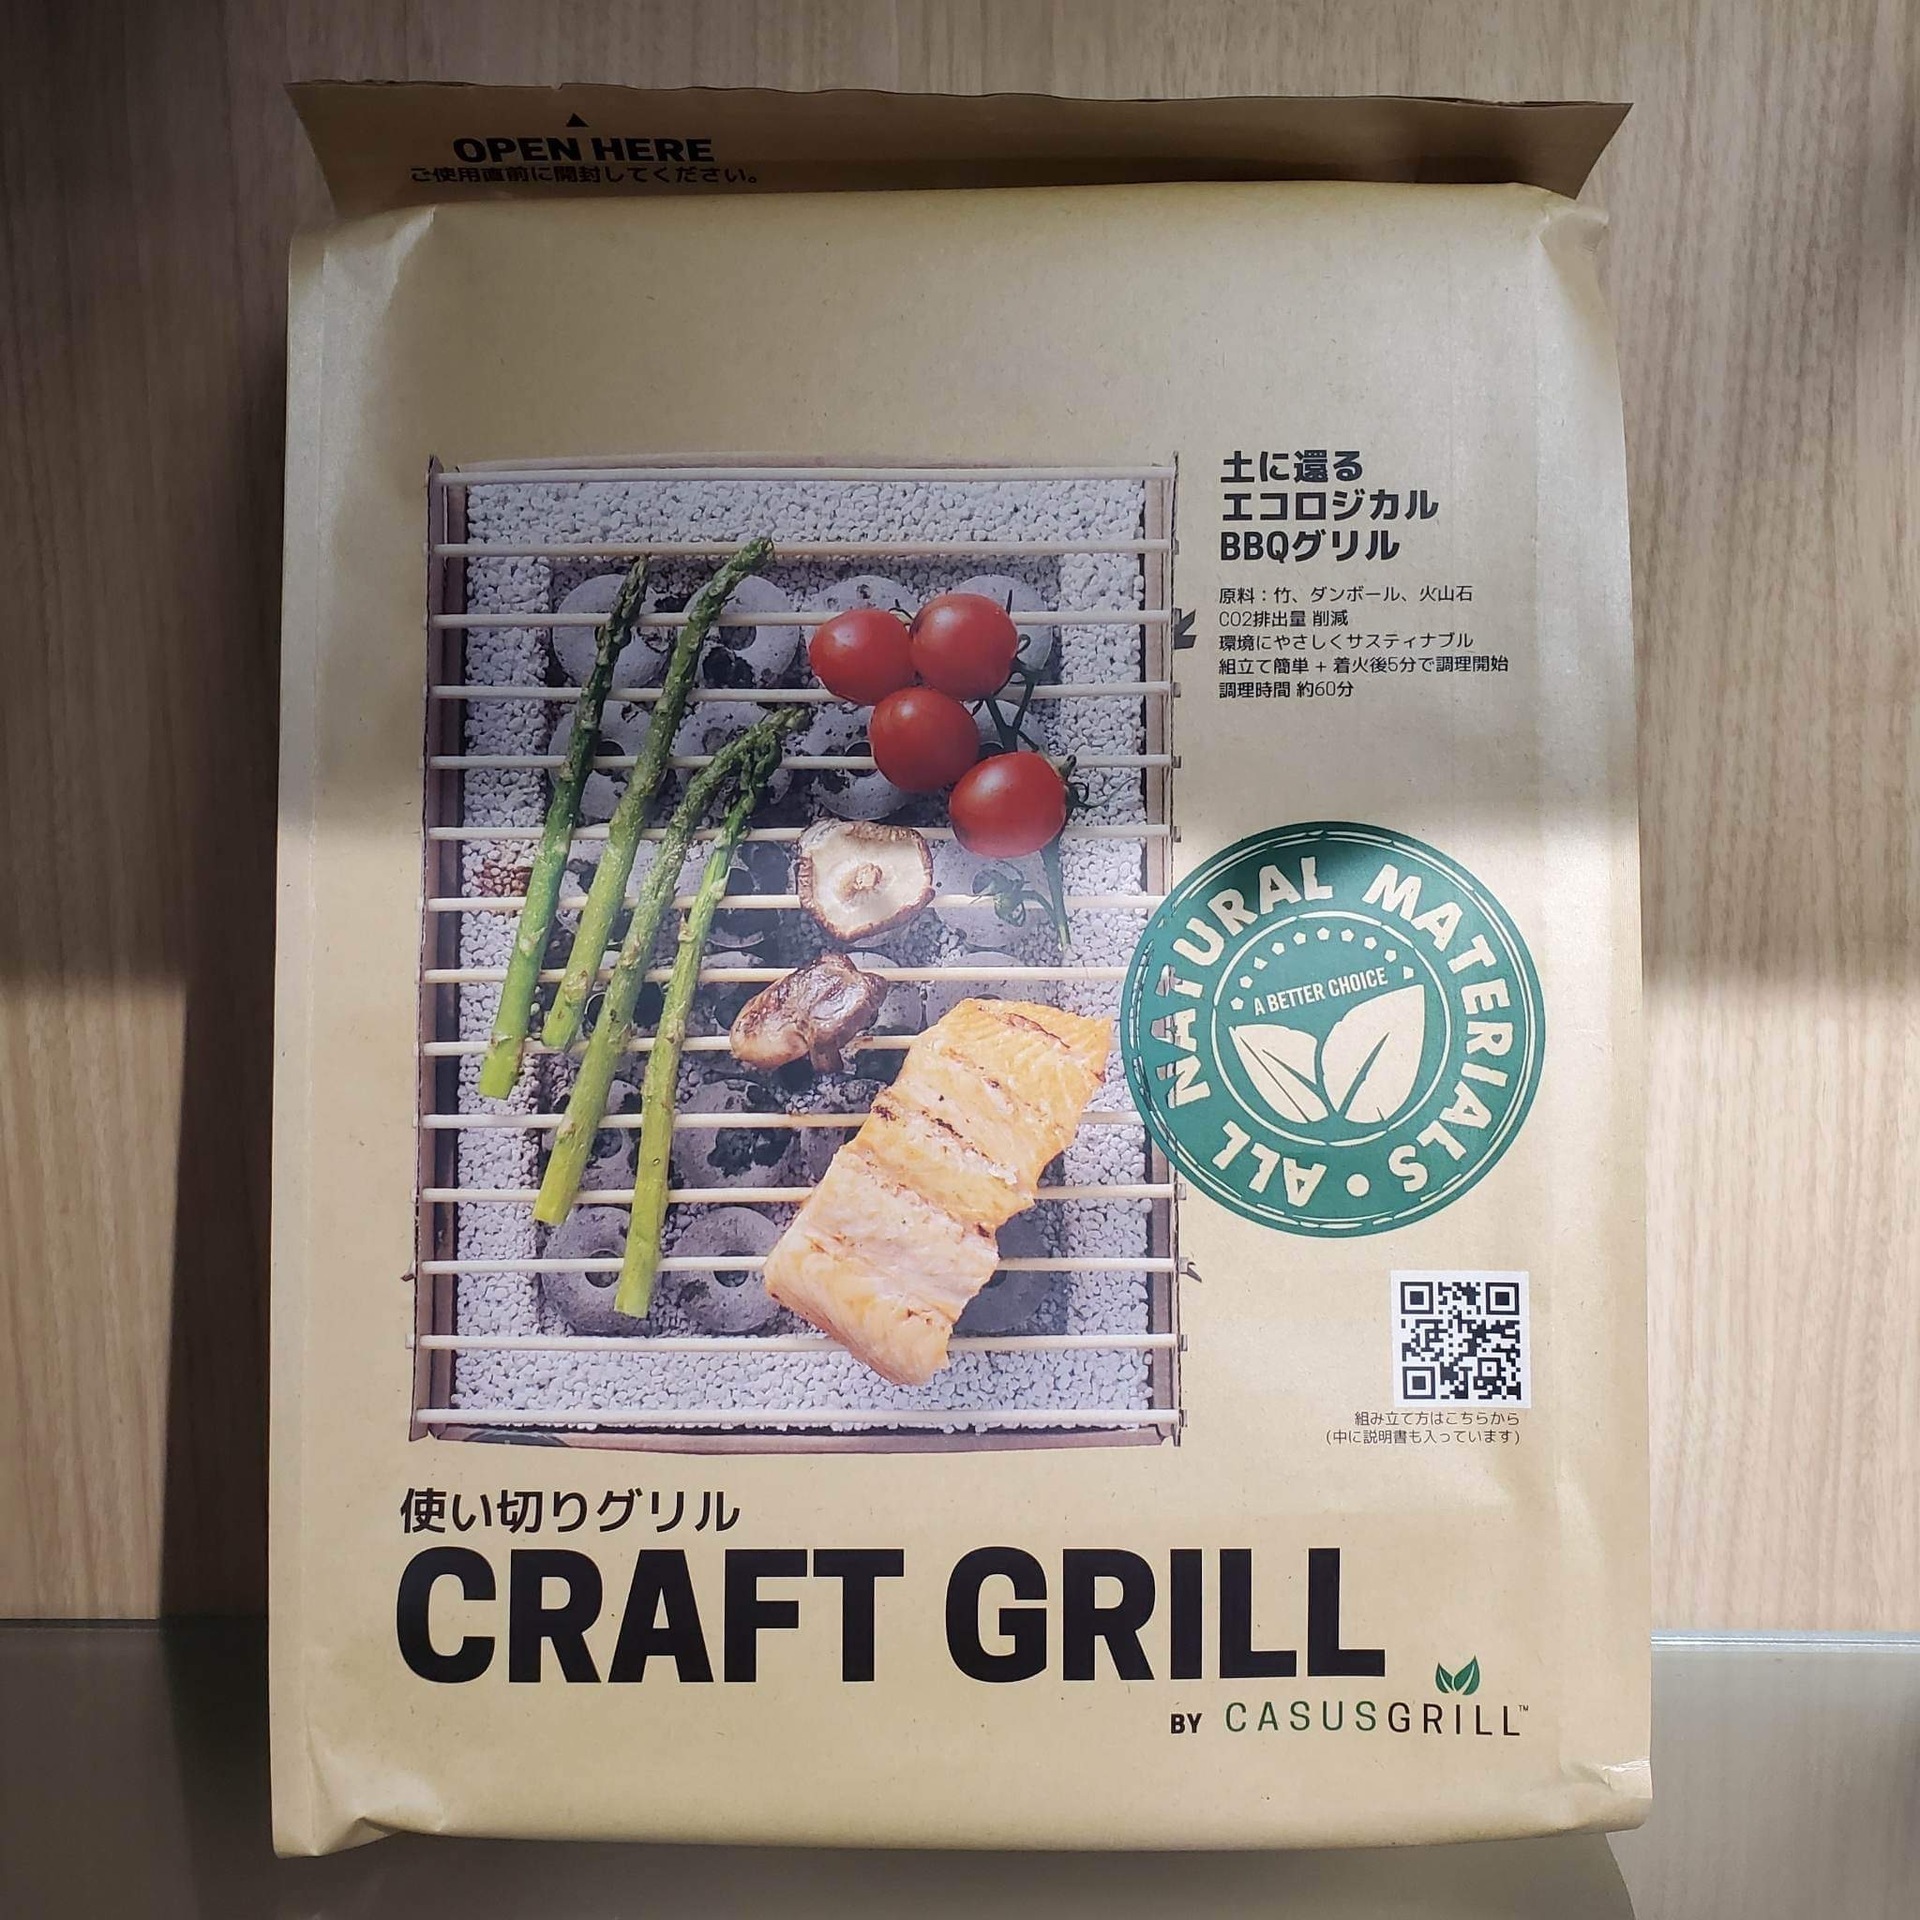 OPEN HERE
ご使用直前に開封してください。
土に還る
エコロジカル
BBQグリル
原料：竹、ダンボール、火山石
CO2排出量 削減
環境にやさしくサスティナブル
組立て簡単 + 着火後5分で調理開始
調理時間 約60分
ALL NATURAL MATERIALS •
A BETTER CHOICE
組み立て方はこちらから
(中に説明書も入っています)
使い切りグリル
CRAFT GRILL
BY CASUSGRILL™